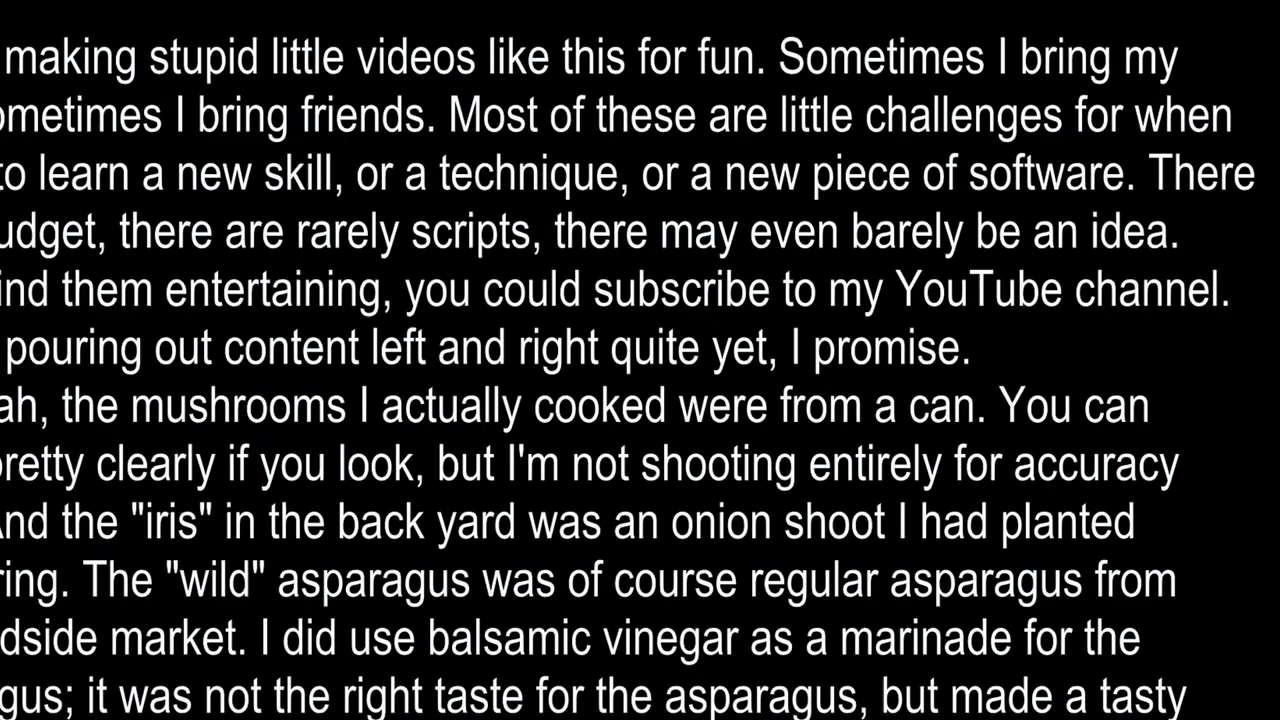 making stupid little videos like this for fun. Sometimes I bring my
ometimes I bring friends. Most of these are little challenges for when
to learn a new skill, or a technique, or a new piece of software. There
udget, there are rarely scripts, there may even barely be an idea.
ind them entertaining, you could subscribe to my YouTube channel.
pouring out content left and right quite yet, I promise.
ah, the mushrooms I actually cooked were from a can. You can
pretty clearly if you look, but I'm not shooting entirely for accuracy
And the "iris" in the back yard was an onion shoot I had planted
ring. The "wild" asparagus was of course regular asparagus from
dside market. I did use balsamic vinegar as a marinade for the
gus; it was not the right taste for the asparagus, but made a tasty